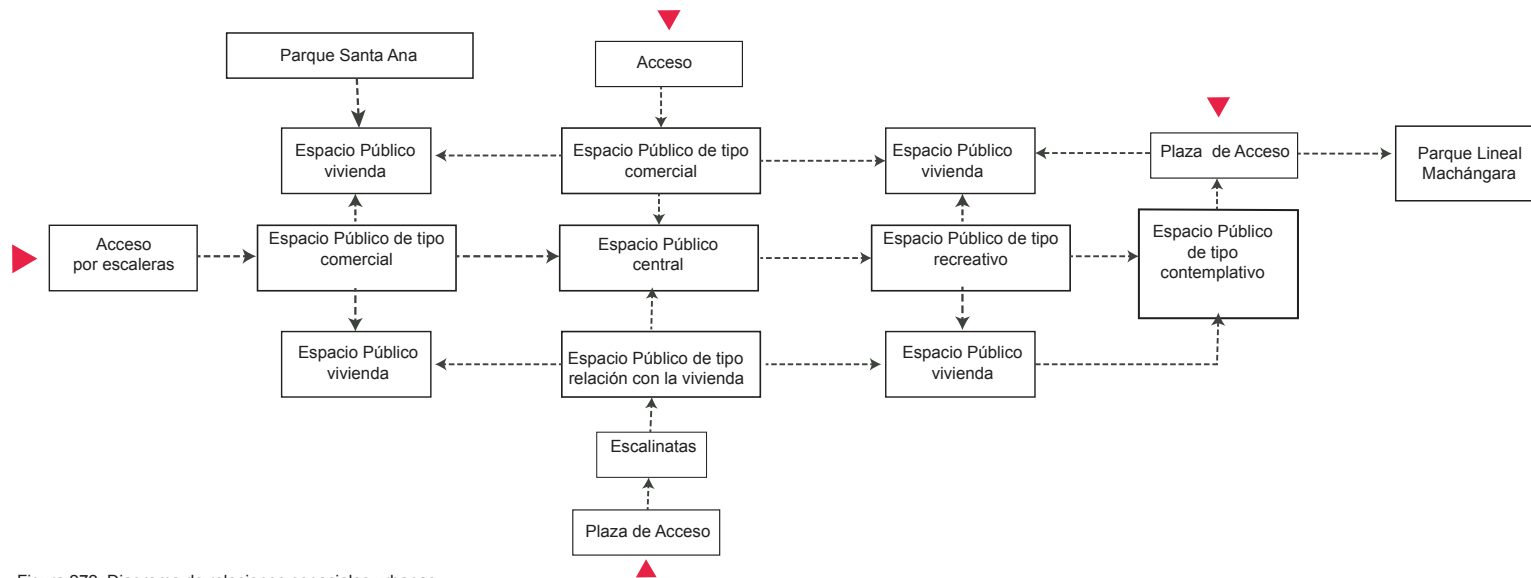 Parque Santa Ana
Acceso
Espacio Público
vivienda
Espacio Público de tipo
comercial
Espacio Público
vivienda
Plaza de Acceso
Parque Lineal
Machángara
Acceso
por escaleras
Espacio Público de tipo
comercial
Espacio Público
central
Espacio Público de tipo
recreativo
Espacio Público
de tipo
contemplativo
Espacio Público
vivienda
Espacio Público de tipo
relación con la vivienda
Espacio Público
vivienda
Escalinatas
Plaza de Acceso